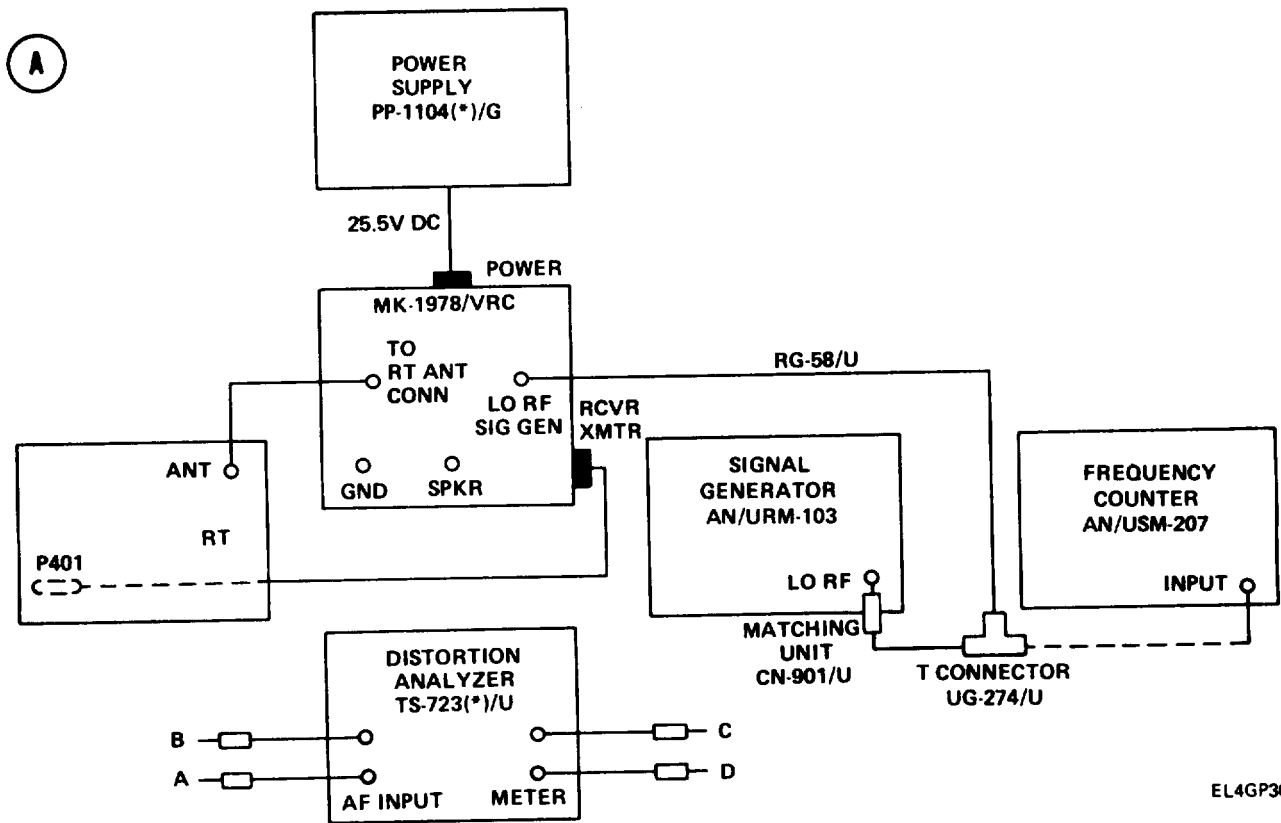 A
POWER
SUPPLY
PP-1104(*)/G
25.5V DC
POWER
MK-1978/VRC
TO
RT ANT
CONN
LO RF
SIG GEN
RCVR
XMTR
GND
SPKR
RG-58/U
ANT
RT
P401
SIGNAL
GENERATOR
AN/URM-103
LO RF
FREQUENCY
COUNTER
AN/USM-207
INPUT
MATCHING
UNIT
CN-901/U
T CONNECTOR
UG-274/U
DISTORTION
ANALYZER
TS-723(*)/U
B
A
AF INPUT
METER
C
D